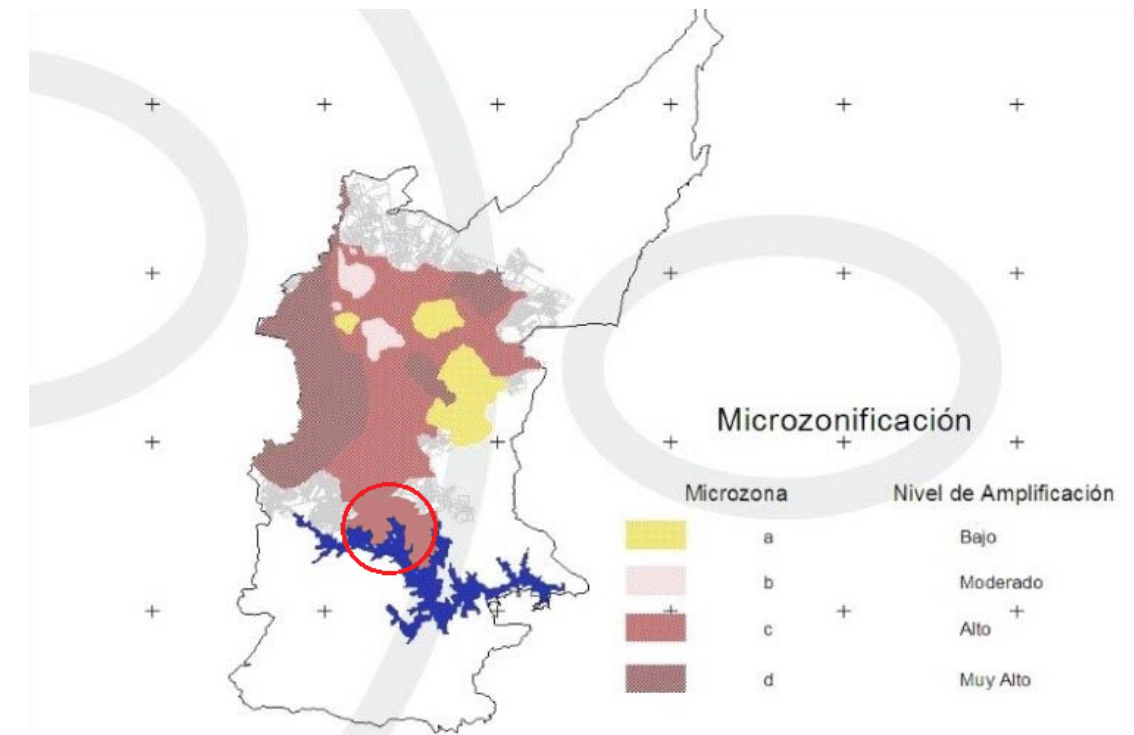 Microzonificación
Microzona Nivel de Amplificación
a Bajo
b Moderado
c Alto
d Muy Alto